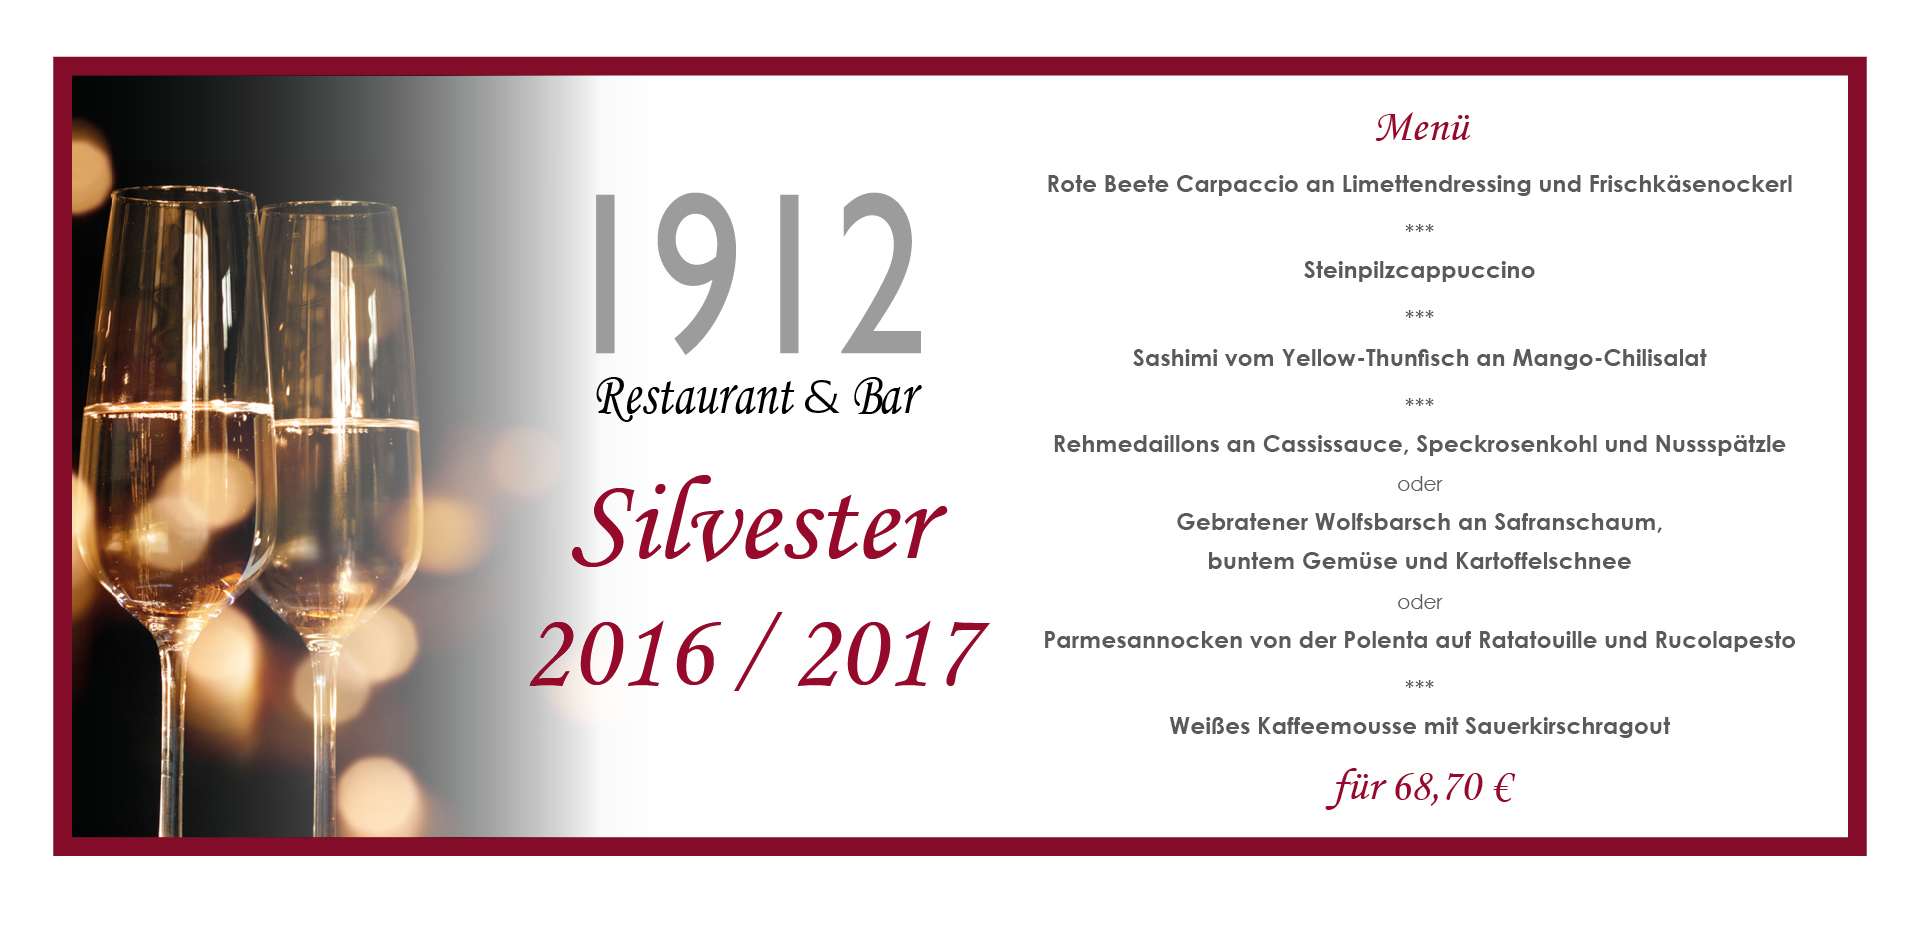 1912
Restaurant & Bar
Silvester
2016 / 2017
Menü
Rote Beete Carpaccio an Limettendressing und Frischkäsenockerl
***
Steinpilzcappuccino
***
Sashimi vom Yellow-Thunfisch an Mango-Chilisalat
***
Rehmedaillons an Cassissauce, Speckrosenkohl und Nussspätzle
oder
Gebratener Wolfsbarsch an Safranschaum,
buntem Gemüse und Kartoffelschnee
oder
Parmesannocken von der Polenta auf Ratatouille und Rucolapesto
***
Weißes Kaffeemousse mit Sauerkirschragout
für 68,70 €